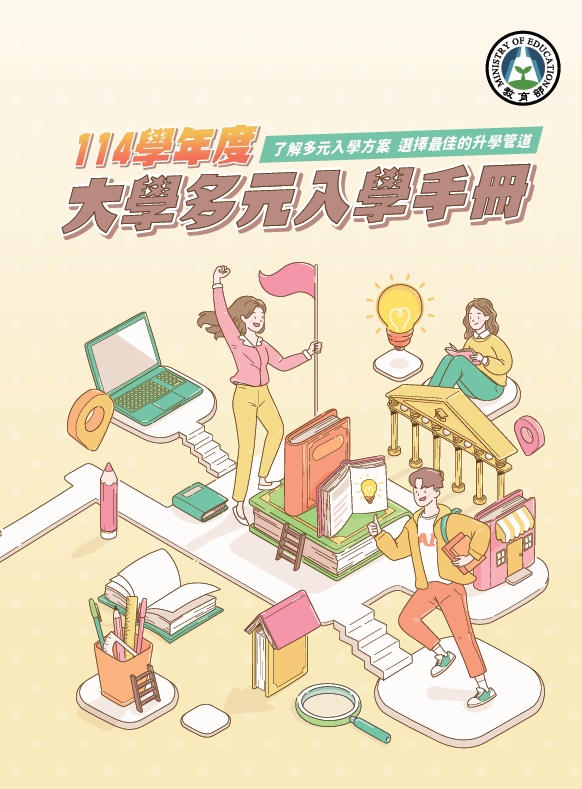 MINISTRY OF EDUCATION
教育部
114學年度
了解多元入學方案 選擇最佳的升學管道
大學多元入學手冊